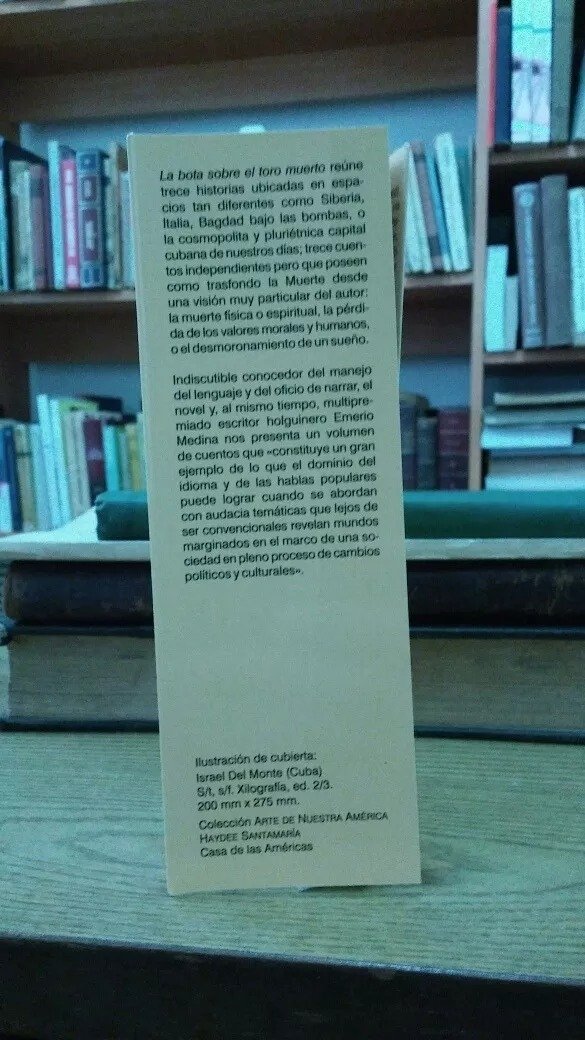 La bota sobre el toro muerto reúne
trece historias ubicadas en espa-
cios tan diferentes como Siberia,
Italia, Bagdad bajo las bombas, o
la cosmopolita y pluriétnica capital
cubana de nuestros días; trece cuen-
tos independientes pero que poseen
como trasfondo la Muerte desde
una visión muy particular del autor:
la muerte física o espiritual, la pérdi-
da de los valores morales y humanos,
o el desmoronamiento de un sueño.
Indiscutible conocedor del manejo
del lenguaje y del oficio de narrar, el
novel y, al mismo tiempo, multipre-
miado escritor holguinero Emerio
Medina nos presenta un volumen
de cuentos que «constituye un gran
ejemplo de lo que el dominio del
idioma y de las hablas populares
puede lograr cuando se abordan
con audacia temáticas que lejos de
ser convencionales revelan mundos
marginados en el marco de una so-
ciedad en pleno proceso de cambios
políticos y culturales».
Ilustración de cubierta:
Israel Del Monte (Cuba)
S/t, s/f. Xilografía, ed. 2/3.
200 mm x 275 mm.
Colección ARTE DE NUESTRA AMÉRICA
HAYDEE SANTAMARÍA
Casa de las Américas